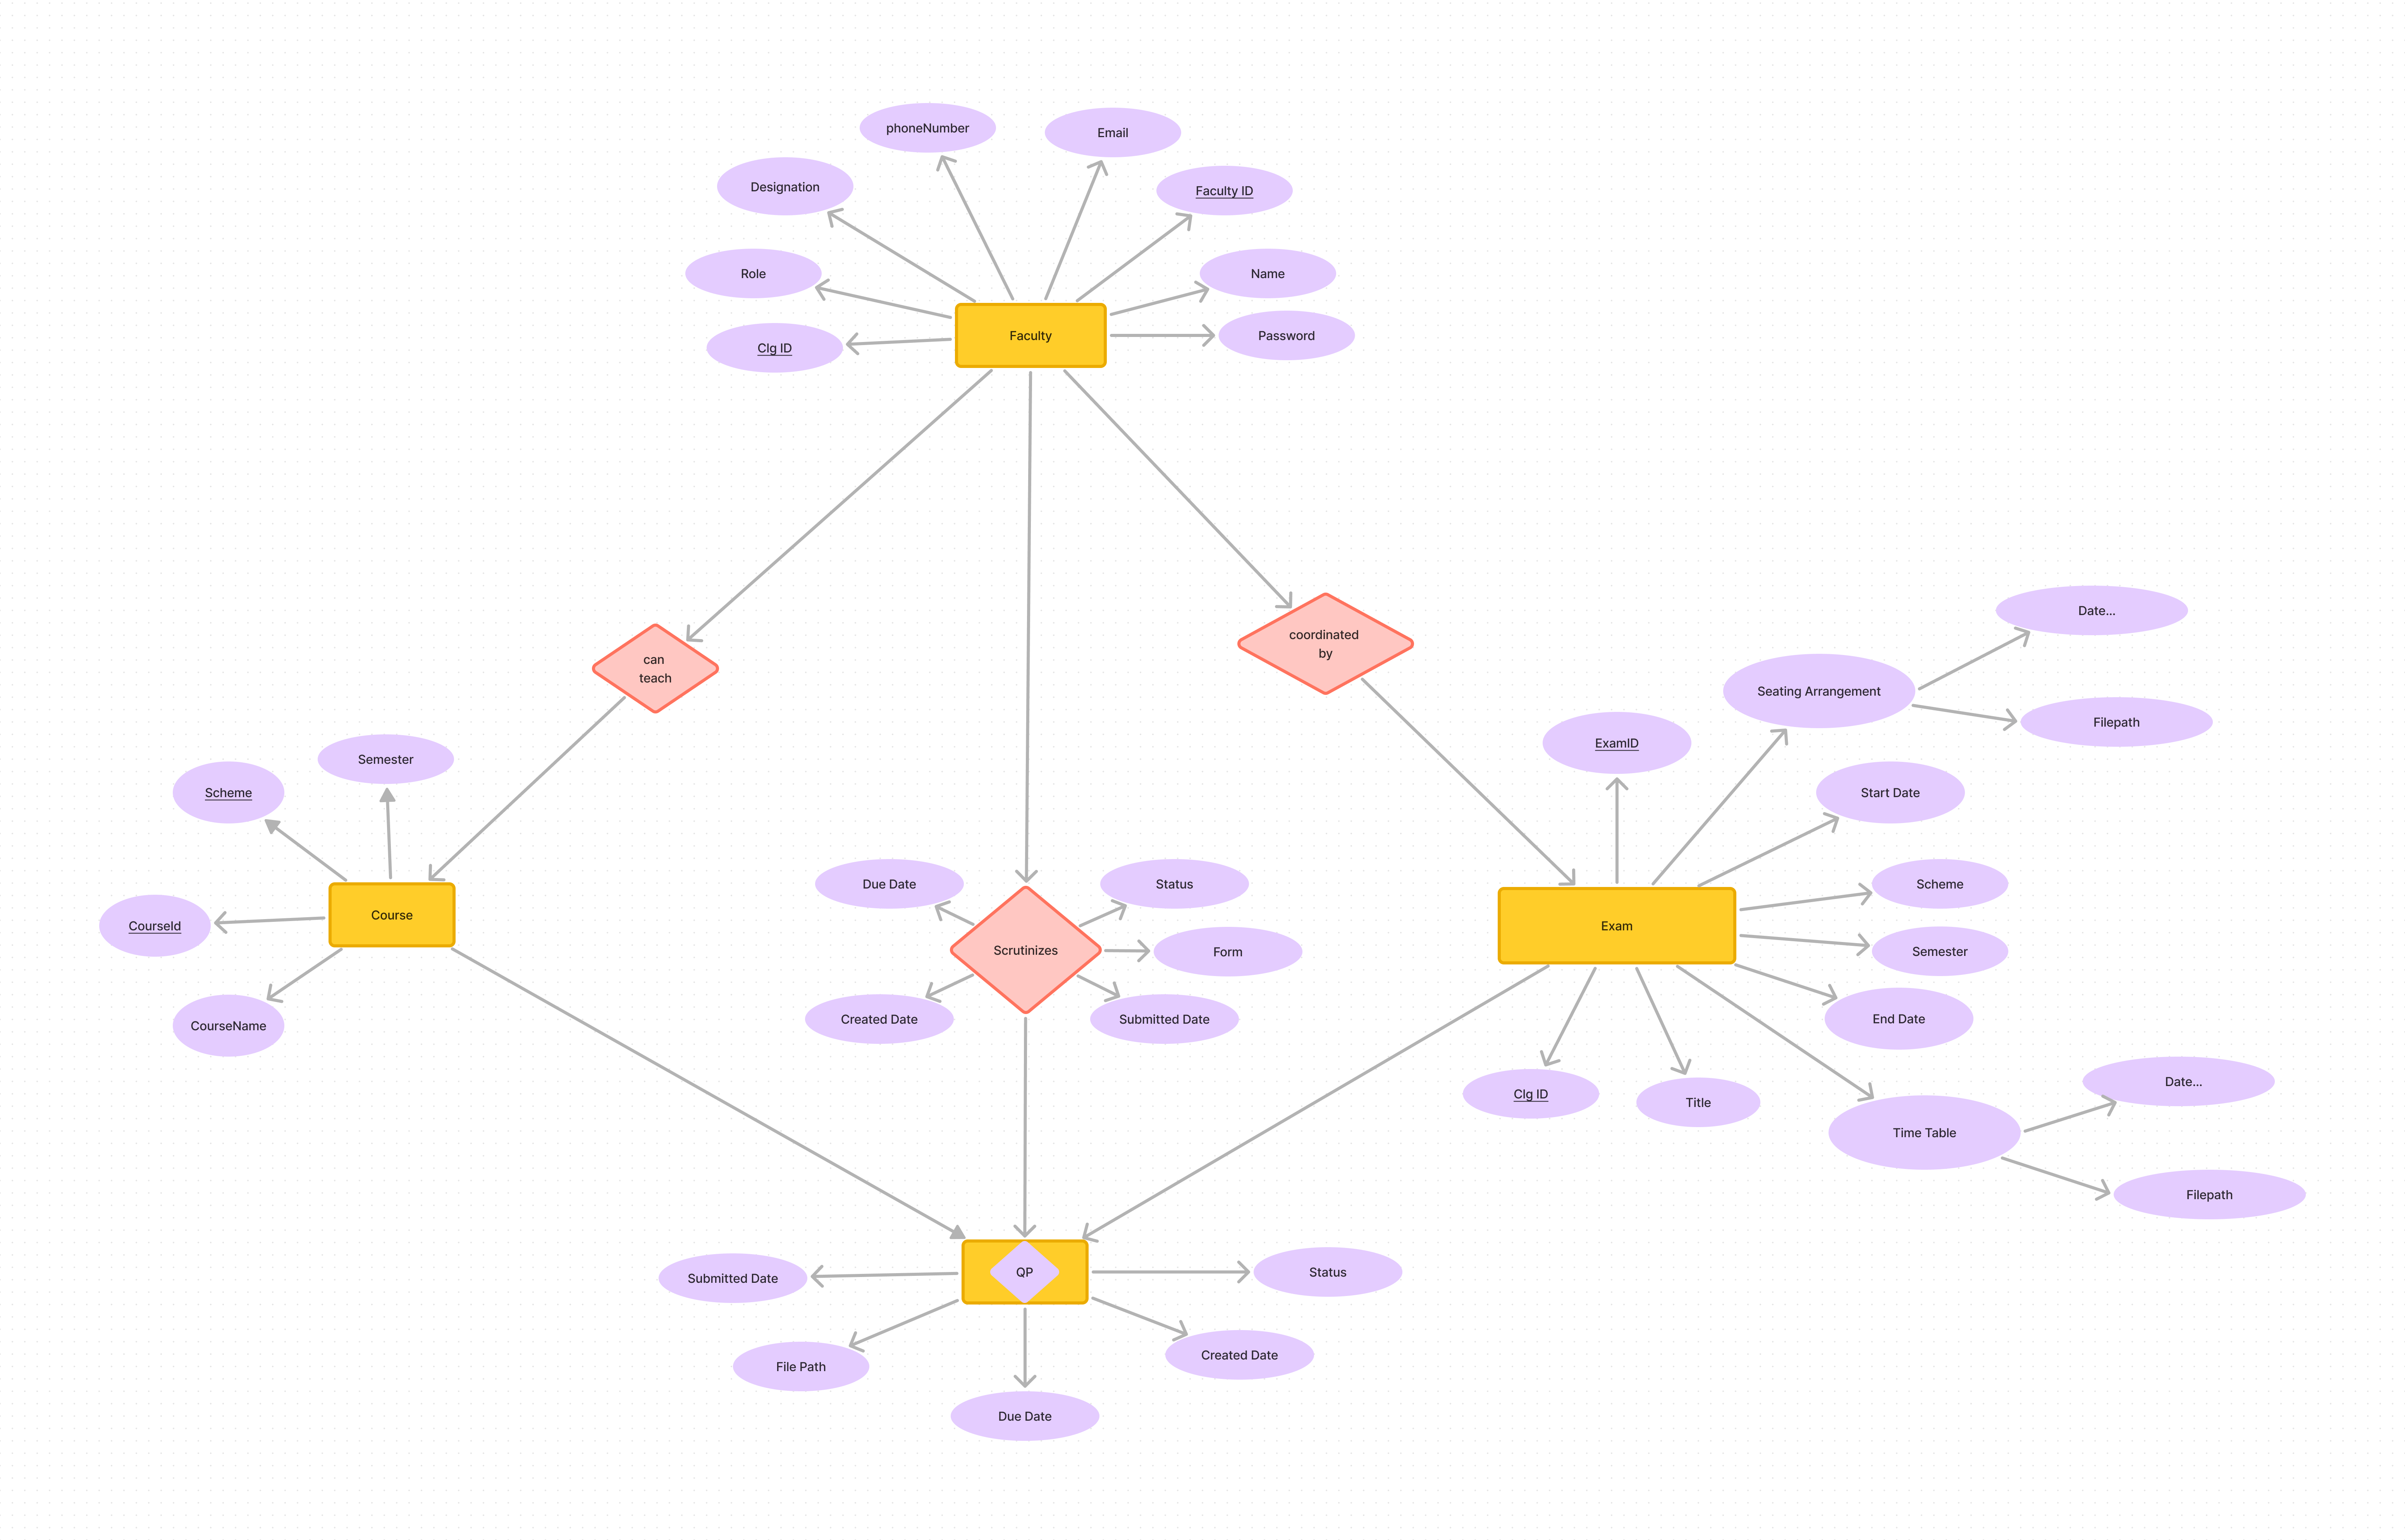 phoneNumber
Email
Designation
Faculty ID
Role
Name
Clg ID
Faculty
Password
can
teach
coordinated
by
Date...
Seating Arrangement
Filepath
ExamID
Semester
Scheme
Start Date
Due Date
Status
Scheme
Course
CourseId
Exam
Scrutinizes
Form
Semester
CourseName
Created Date
Submitted Date
End Date
Clg ID
Title
Date...
Time Table
Filepath
Submitted Date
QP
Status
File Path
Created Date
Due Date